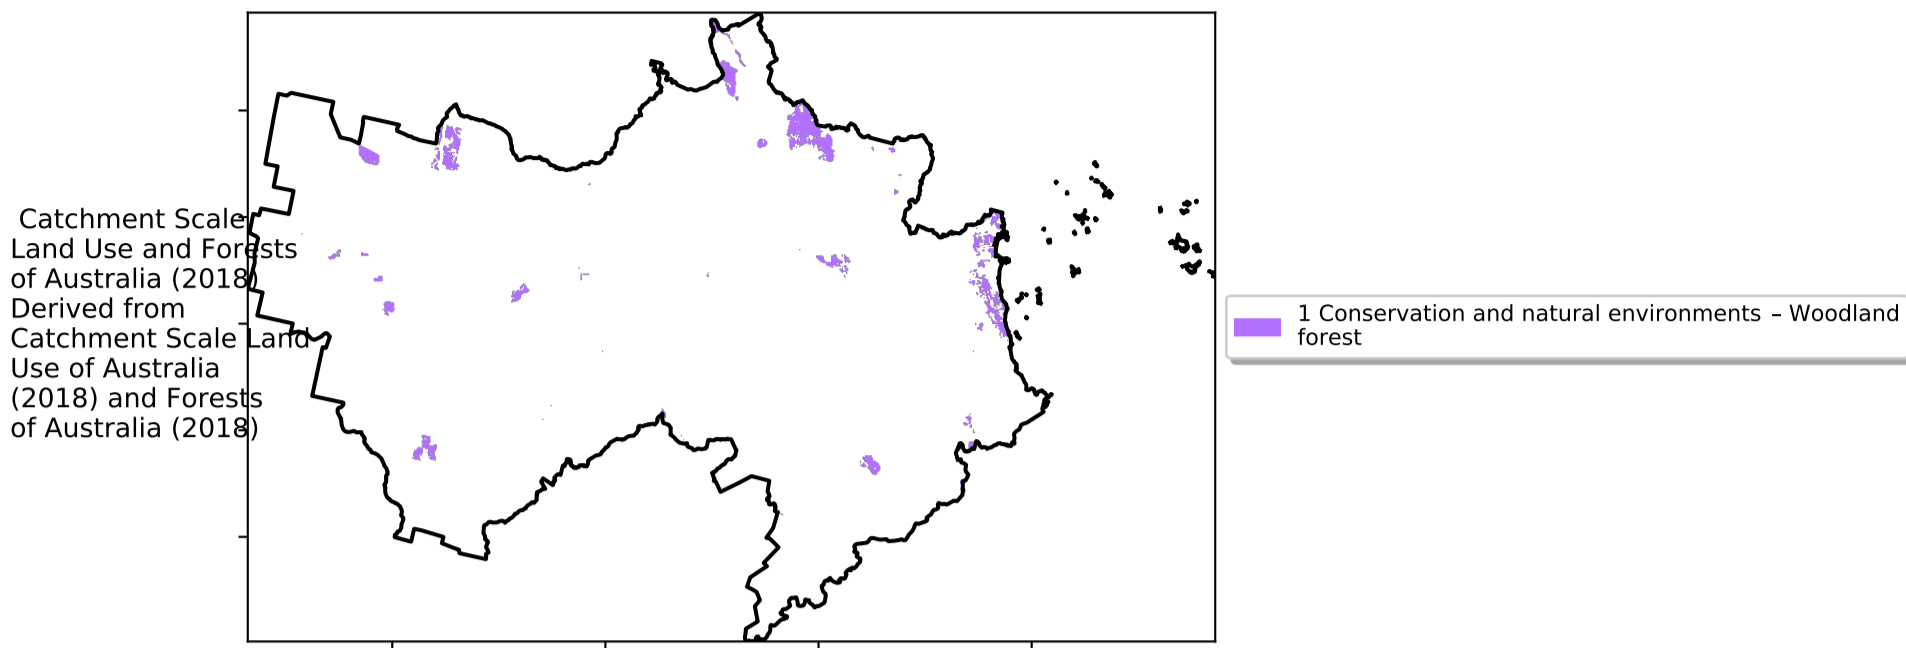 Catchment Scale
Land Use and Forests
of Australia (2018)
Derived from
Catchment Scale Land
Use of Australia
(2018) and Forests
of Australia (2018)
1 Conservation and natural environments – Woodland
forest